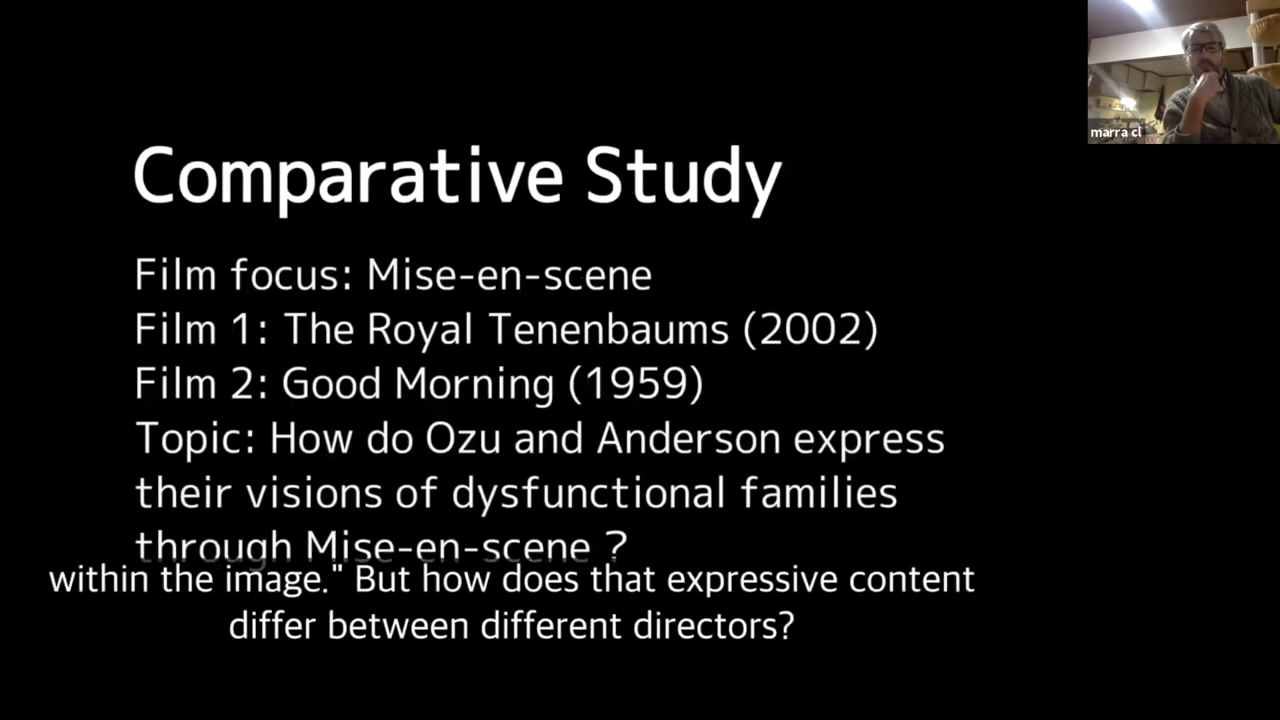 marra cl
Comparative Study
Film focus: Mise-en-scene
Film 1: The Royal Tenenbaums (2002)
Film 2: Good Morning (1959)
Topic: How do Ozu and Anderson express
their visions of dysfunctional families
through Mise-en-scene ?
within the image." But how does that expressive content
differ between different directors?